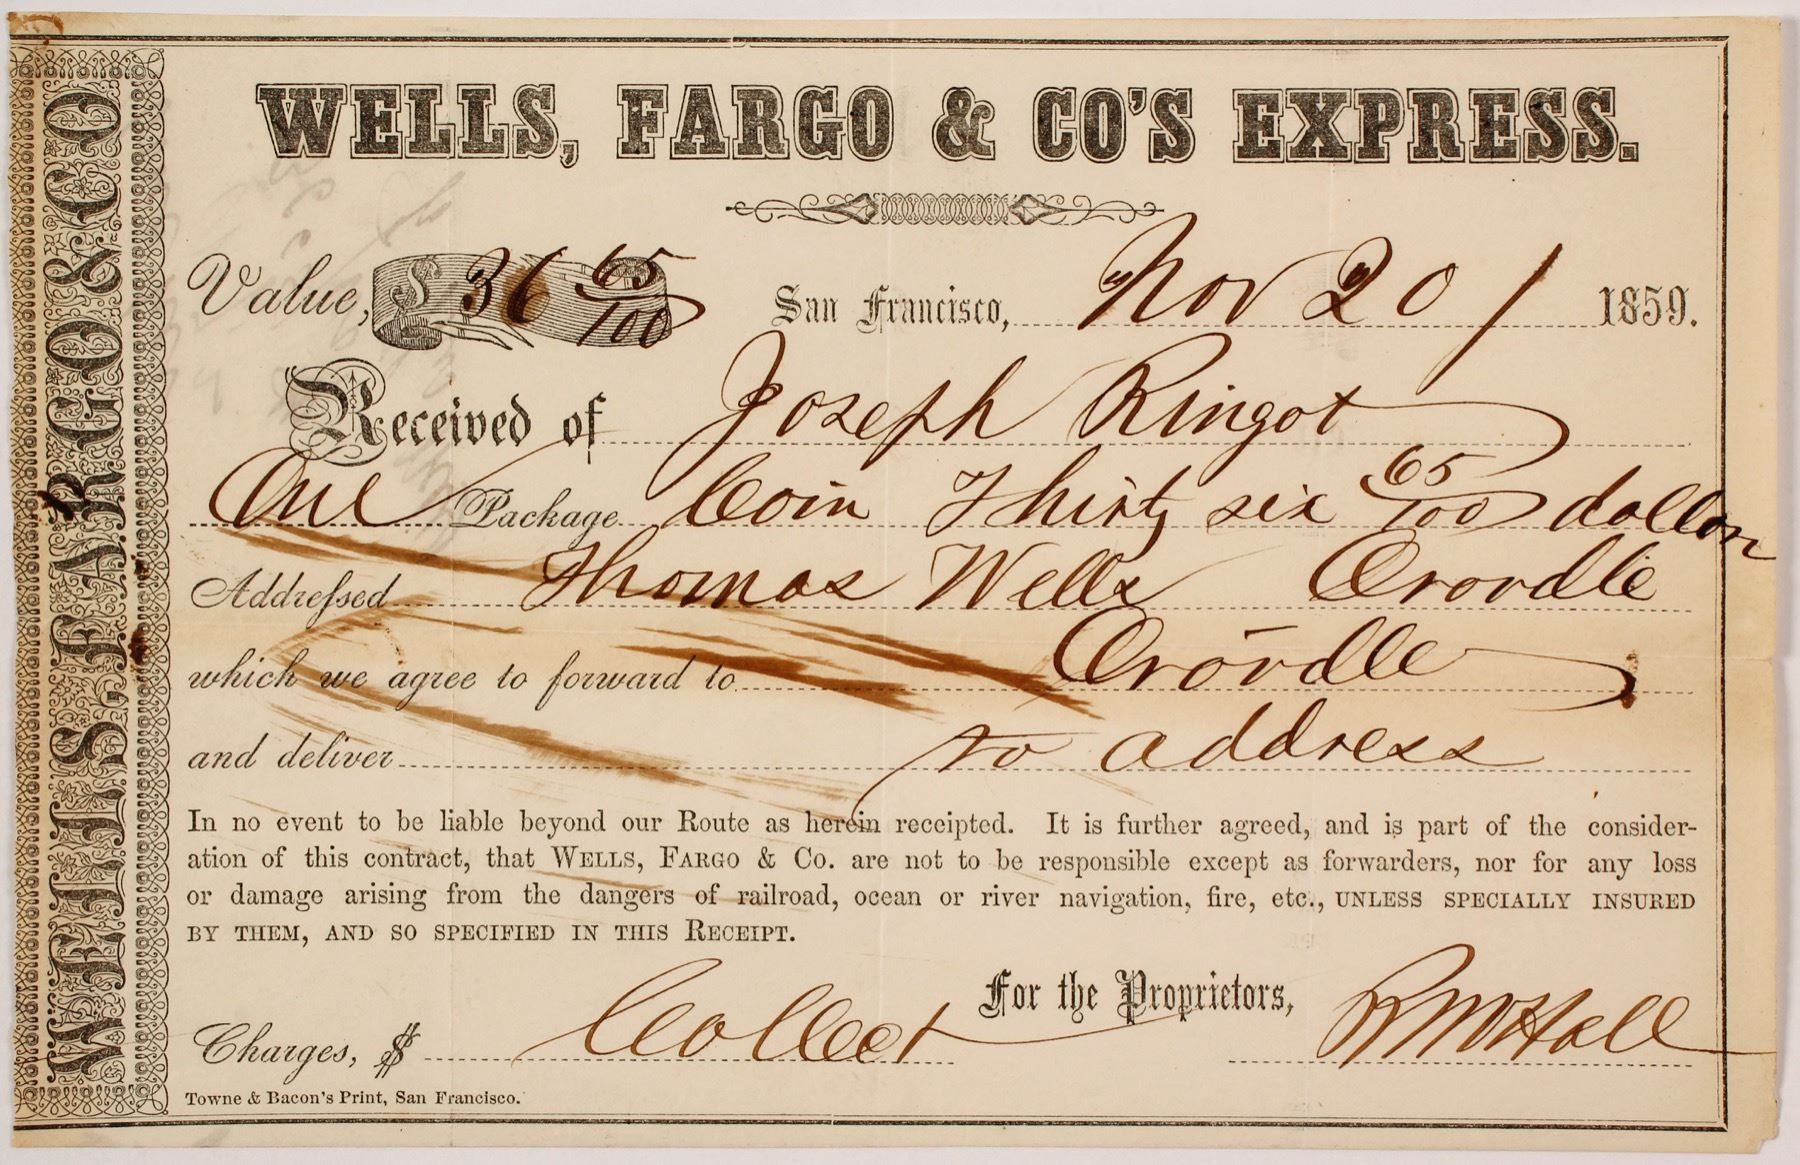 WELLS, FARGO & CO
WELLS, FARGO & CO'S EXPRESS.
Value, $ 36 65/100 San Francisco, Nov 20 / 1859.
Received of Joseph Ringot
One Package Coin Thirty six 65/100 dollars
Addressed Thomas Wells
which we agree to forward to
and deliver to address
In no event to be liable beyond our Route as herein receipted. It is further agreed, and is part of the consider-
ation of this contract, that WELLS, FARGO & Co. are not to be responsible except as forwarders, nor for any loss
or damage arising from the dangers of railroad, ocean or river navigation, fire, etc., UNLESS SPECIALLY INSURED
BY THEM, AND SO SPECIFIED IN THIS RECEIPT.
For the Proprietors,
Charges, $ Collect
Towne & Bacon's Print, San Francisco.